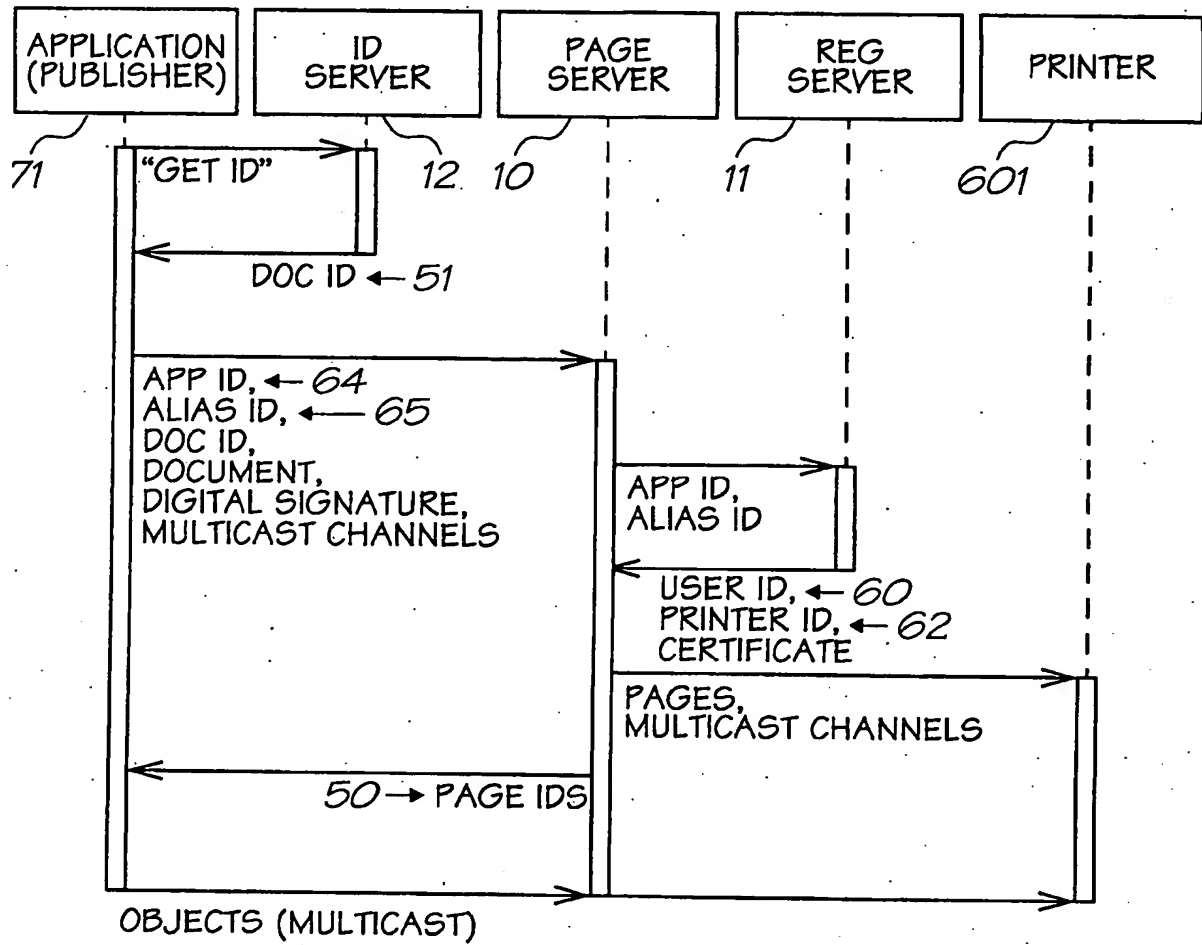 APPLICATION
(PUBLISHER)
ID
SERVER
PAGE
SERVER
REG
SERVER
PRINTER
71
12
10
11
601
"GET ID"
DOC ID ← 51
APP ID, ← 64
ALIAS ID, ← 65
DOC ID,
DOCUMENT,
DIGITAL SIGNATURE,
MULTICAST CHANNELS
APP ID,
ALIAS ID
USER ID, ← 60
PRINTER ID, ← 62
CERTIFICATE
PAGES,
MULTICAST CHANNELS
50 → PAGE IDS
OBJECTS (MULTICAST)